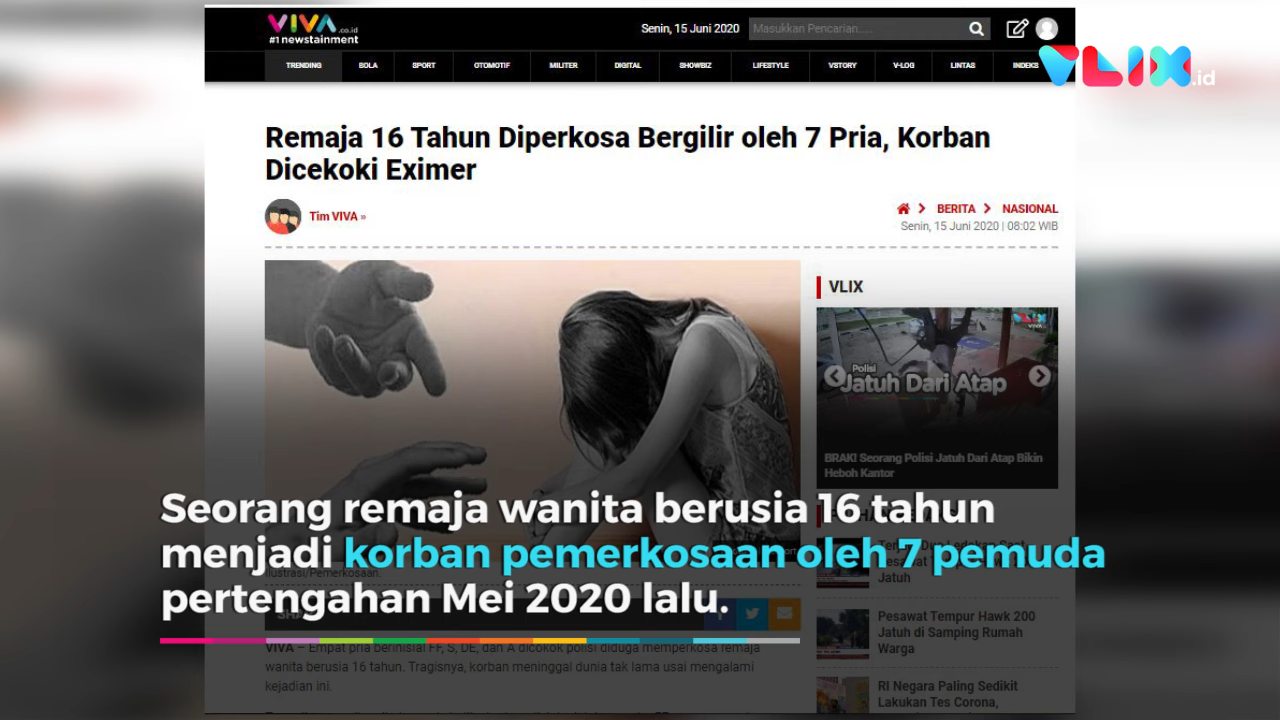 VIVA.co.id
#1 newstainment
Senin, 15 Juni 2020
Masukkan Pencarian.....
TRENDING BOLA SPORT OTOMOTIF MILITER DIGITAL SHOWBIZ LIFESTYLE VSTORY V-LOG LINTAS INDEKS
VLIX.id
Remaja 16 Tahun Diperkosa Bergilir oleh 7 Pria, Korban
Dicekoki Eximer
Tim VIVA »
BERITA NASIONAL
Senin, 15 Juni 2020 | 08:02 WIB
VLIX
VLIX
Polisi
Jatuh Dari Atap
BRAK! Seorang Polisi Jatuh Dari Atap Bikin
Heboh Kantor
Seorang remaja wanita berusia 16 tahun
menjadi korban pemerkosaan oleh 7 pemuda
pertengahan Mei 2020 lalu.
Ilustrasi/Pemerkosaan.
Jatuh
Pesawat Tempur Hawk 200
Jatuh di Samping Rumah
Warga
RI Negara Paling Sedikit
Lakukan Tes Corona,
VIVA – Empat pria berinisial FF, S, DE, dan A dicokok polisi diduga memperkosa remaja
wanita berusia 16 tahun. Tragisnya, korban meninggal dunia tak lama usai mengalami
kejadian ini.